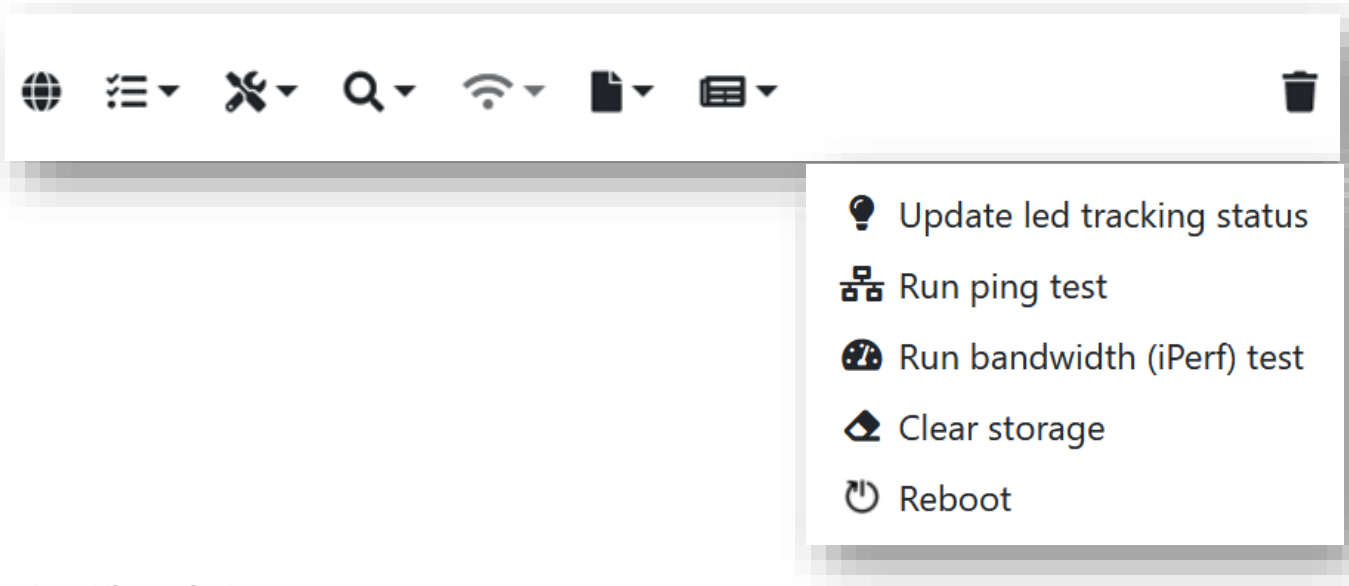 Update led tracking status
Run ping test
Run bandwidth (iPerf) test
Clear storage
Reboot